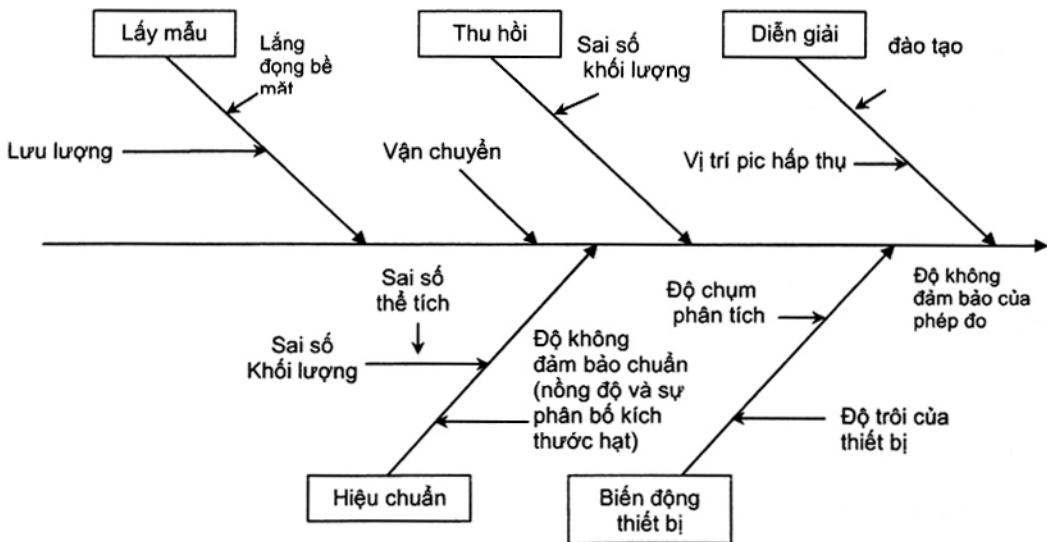 Lấy mẫu
Lắng
đọng bề
mặt
Lưu lượng
Thu hồi
Sai số
khối lượng
Vận chuyển
Diễn giải
đào tạo
Vị trí pic hấp thụ
Sai số
thể tích
Sai số
Khối lượng
Độ không
đảm bảo chuẩn
(nồng độ và sự
phân bố kích
thước hạt)
Hiệu chuẩn
Độ chụm
phân tích
Độ trôi của
thiết bị
Biến động
thiết bị
Độ không
đảm bảo của
phép đo